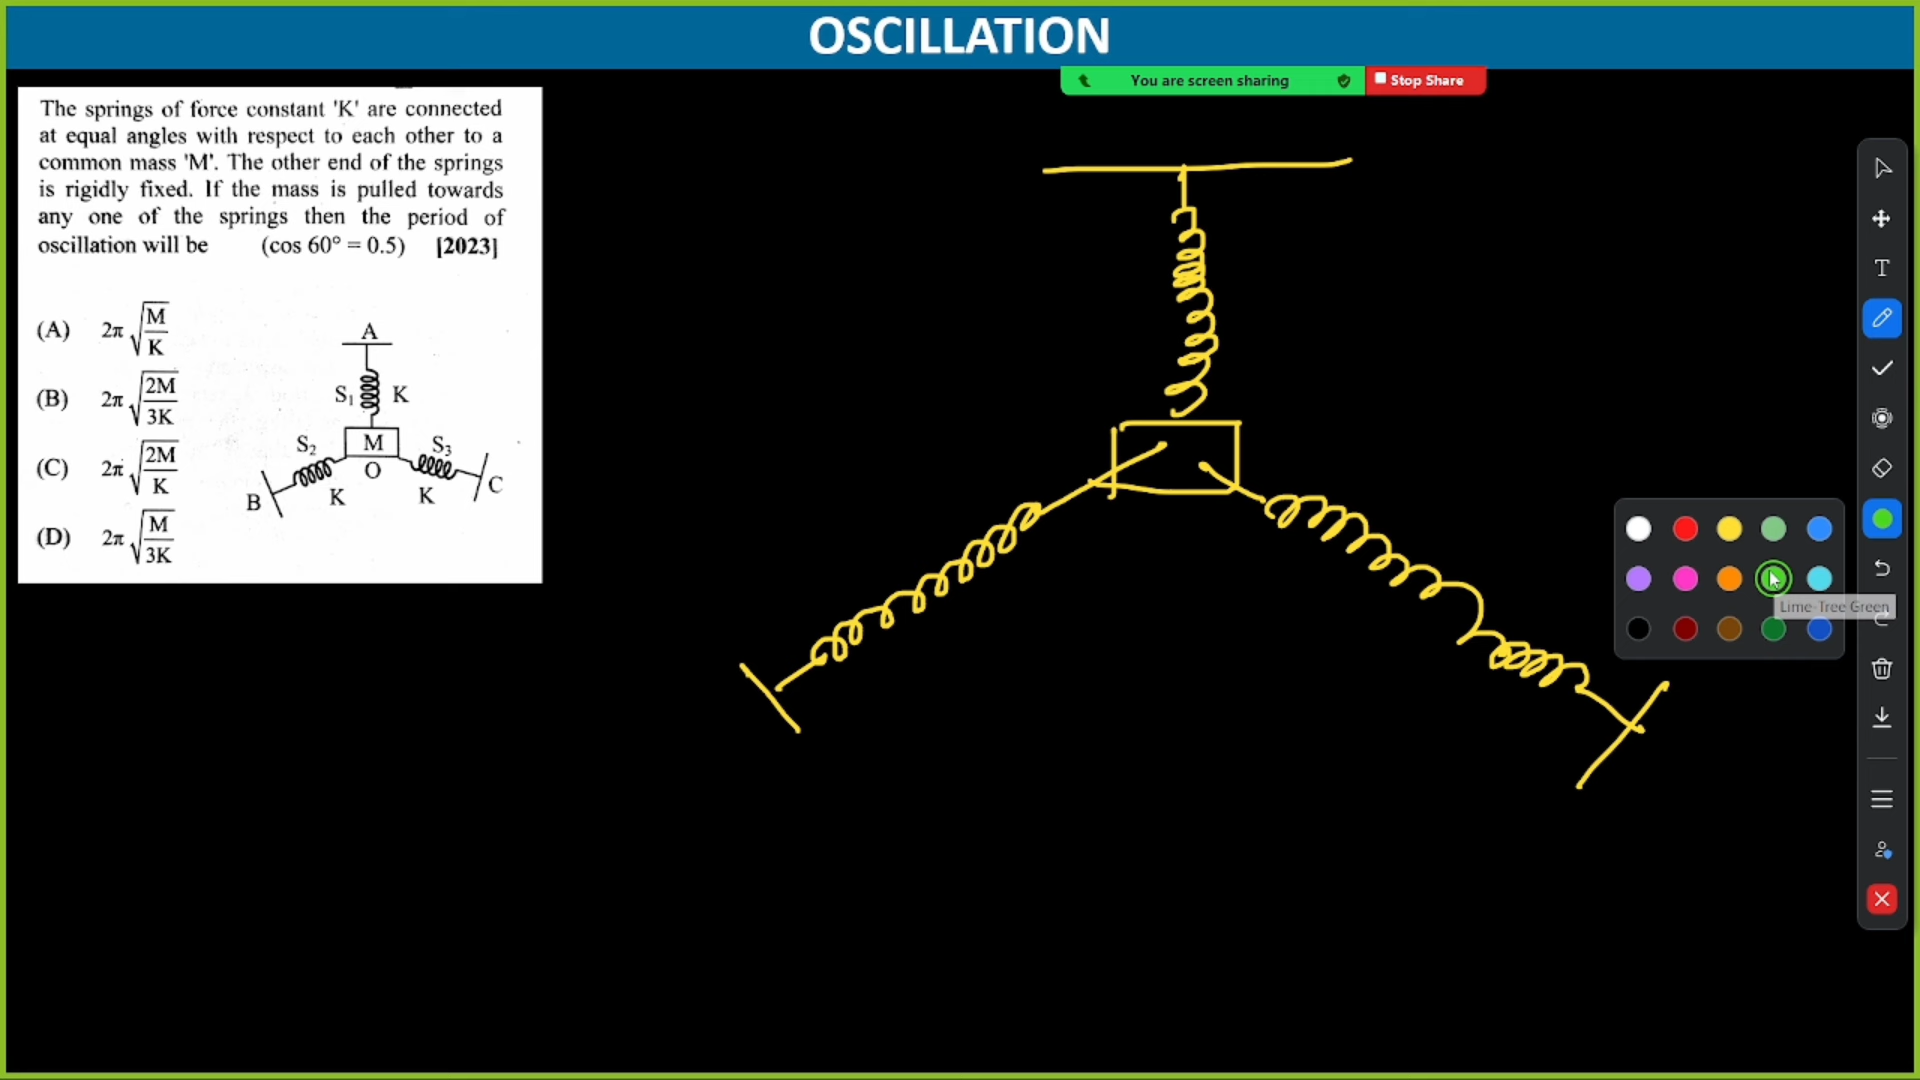 OSCILLATION
You are screen sharing
Stop Share
The springs of force constant 'K' are connected
at equal angles with respect to each other to a
common mass 'M'. The other end of the springs
is rigidly fixed. If the mass is pulled towards
any one of the springs then the period of
oscillation will be (cos 60° = 0.5) [2023]
(A) 2π √(M/K)
(B) 2π √(2M/3K)
(C) 2π √(2M/K)
(D) 2π √(M/3K)
A
S₁ K
S₂ M S₃
O
B K K C
T
Lime-Tree Green